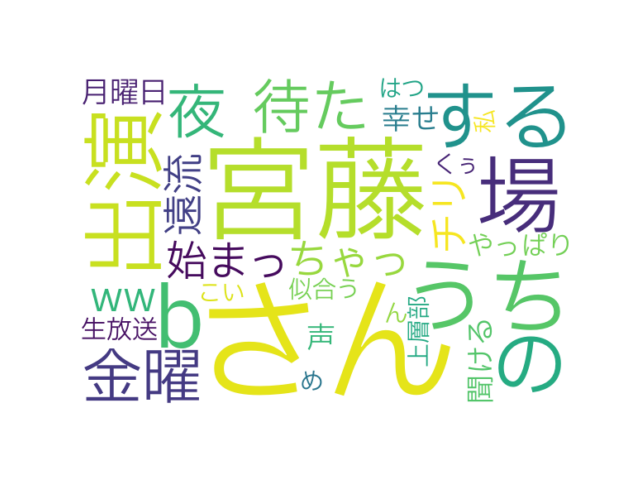 月曜日
夜
待た
はつ
幸せ
する
私
出演
遠流
宮藤
くぅ
チリ
場
始まっ
ちゃっ
やっぱり
うち
ww
b
こい
似合う
さん
ん
上層部
の
生放送
声
聞ける
金曜
め